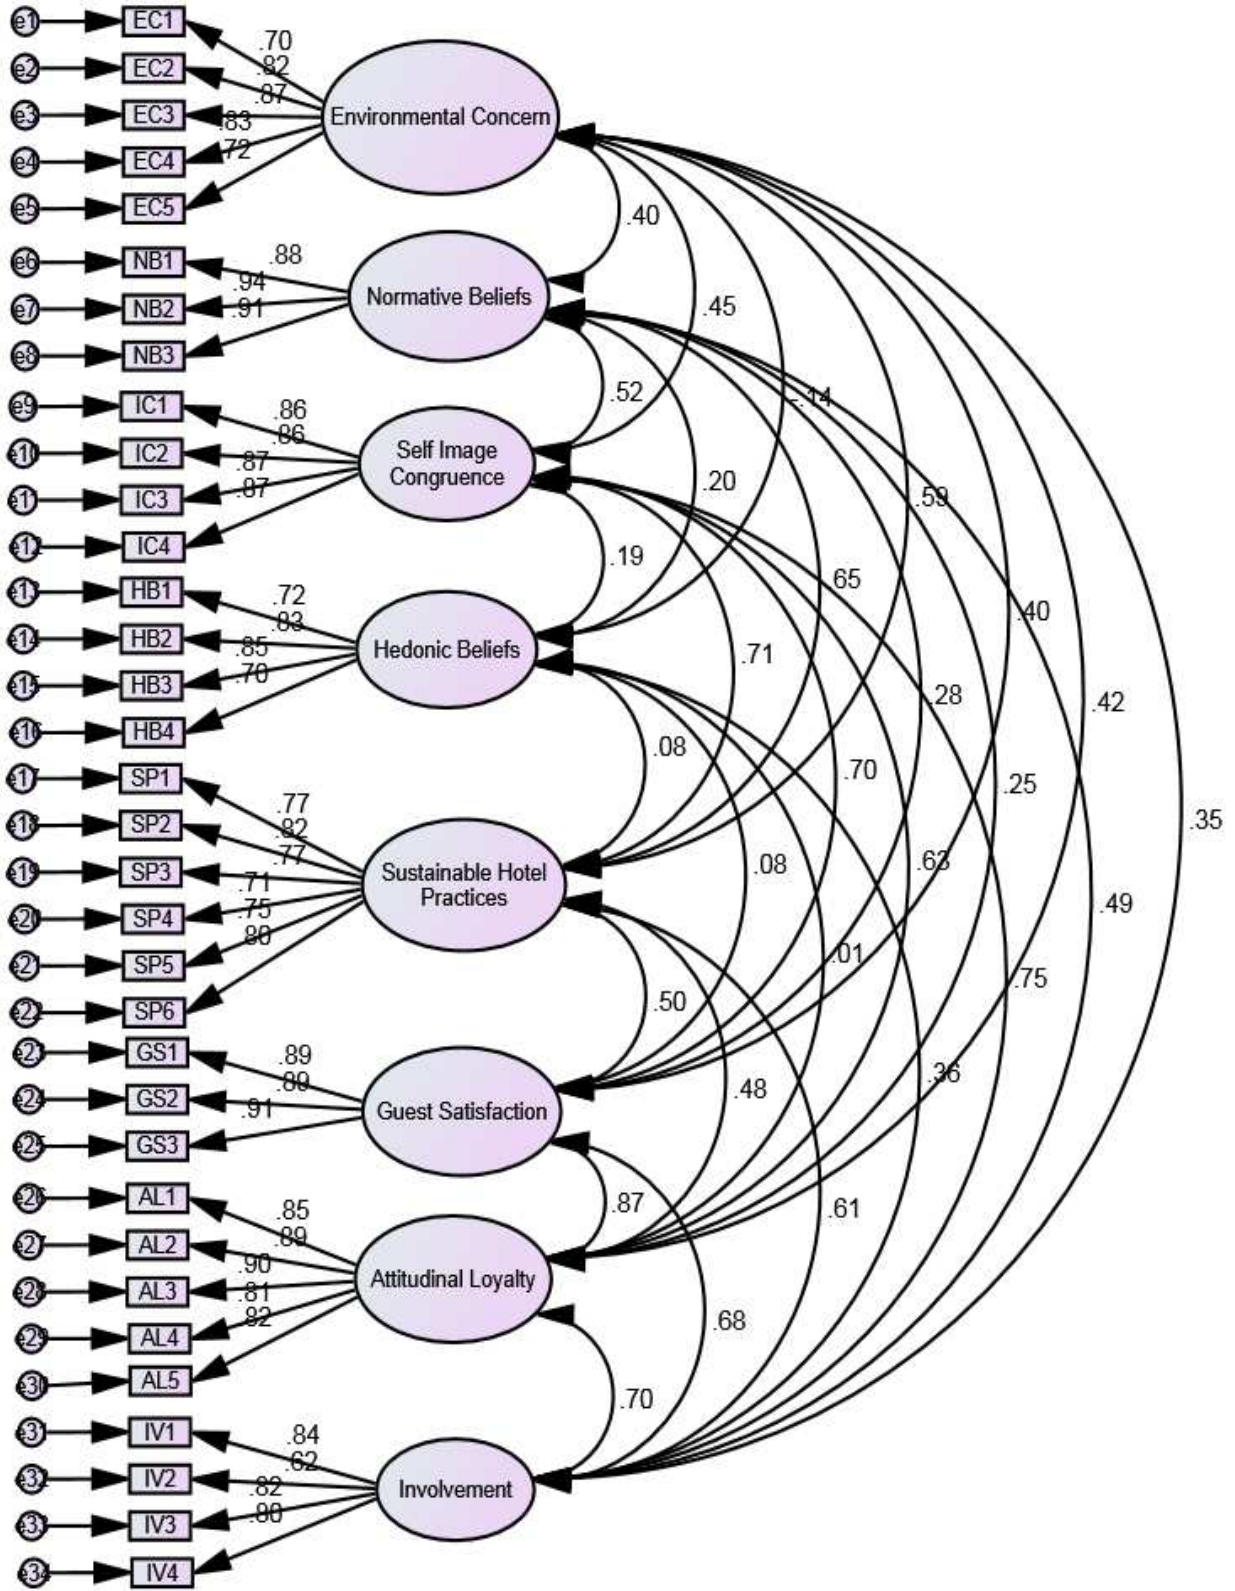 e1 EC1
.70
e2 EC2
.82
.87
e3 EC3
.83
e4 EC4
.72
e5 EC5
Environmental Concern
.40
e6 NB1
.88
.94
e7 NB2
.91
e8 NB3
Normative Beliefs
.45
.52
-.14
e9 IC1
.86
.86
e10 IC2
.87
e11 IC3
.87
e12 IC4
Self Image
Congruence
.20
.59
.19
65
e13 HB1
.72
.83
e14 HB2
.85
e15 HB3
.70
e16 HB4
Hedonic Beliefs
.40
.71
.28
.42
.08
.70
.25
.35
e17 SP1
.77
e18 SP2
.82
.77
e19 SP3
.71
e20 SP4
.75
e21 SP5
.80
e22 SP6
Sustainable Hotel
Practices
.08
.63
.49
.01
.75
.50
e23 GS1
.89
.89
e24 GS2
.91
e25 GS3
Guest Satisfaction
.36
.48
e26 AL1
.85
.89
e27 AL2
.90
e28 AL3
.81
e29 AL4
.82
e30 AL5
Attitudinal Loyalty
.87
.61
.68
.70
e31 IV1
.84
.62
e32 IV2
.82
e33 IV3
.80
e34 IV4
Involvement